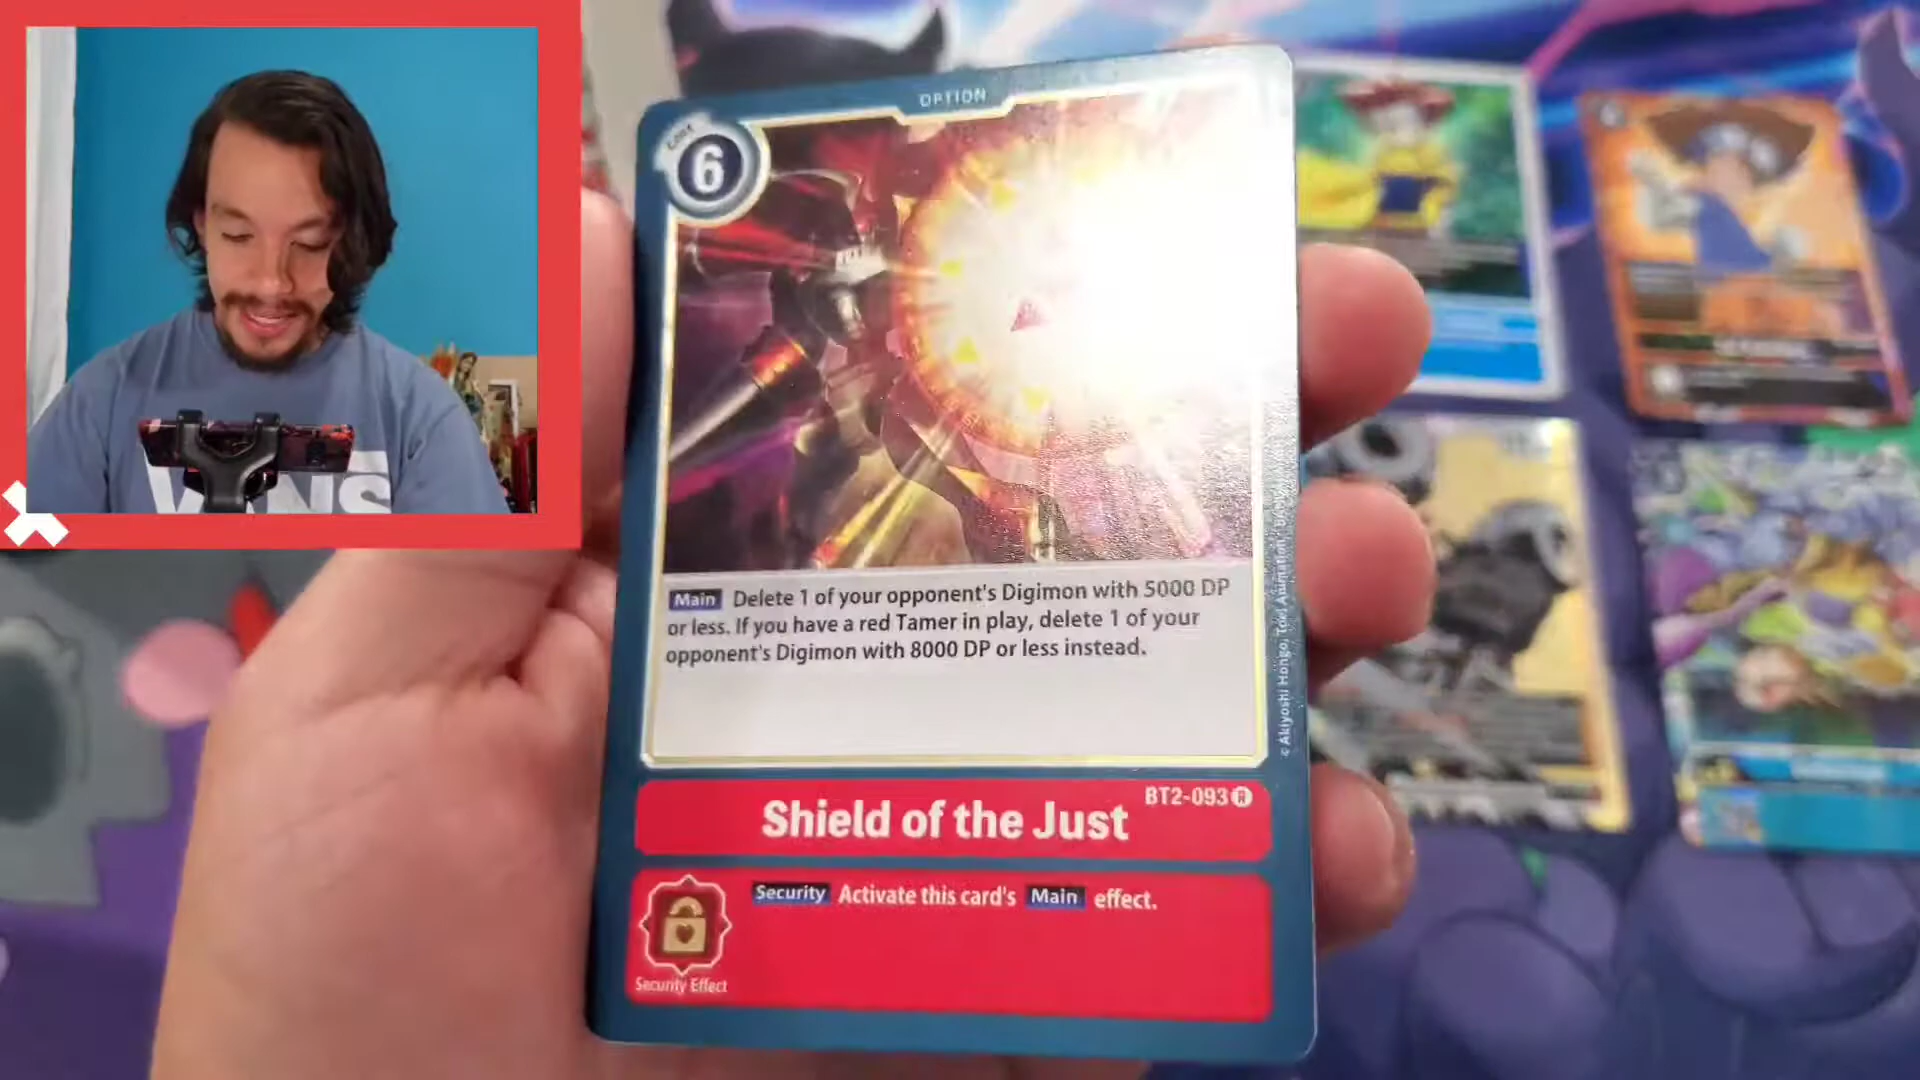 VANS
OPTION
Cost
6
Main Delete 1 of your opponent's Digimon with 5000 DP
or less. If you have a red Tamer in play, delete 1 of your
opponent's Digimon with 8000 DP or less instead.
© Akiyoshi Hongo, Toei Animation,
BT2-093 R
Shield of the Just
Security Activate this card's Main effect.
Security Effect